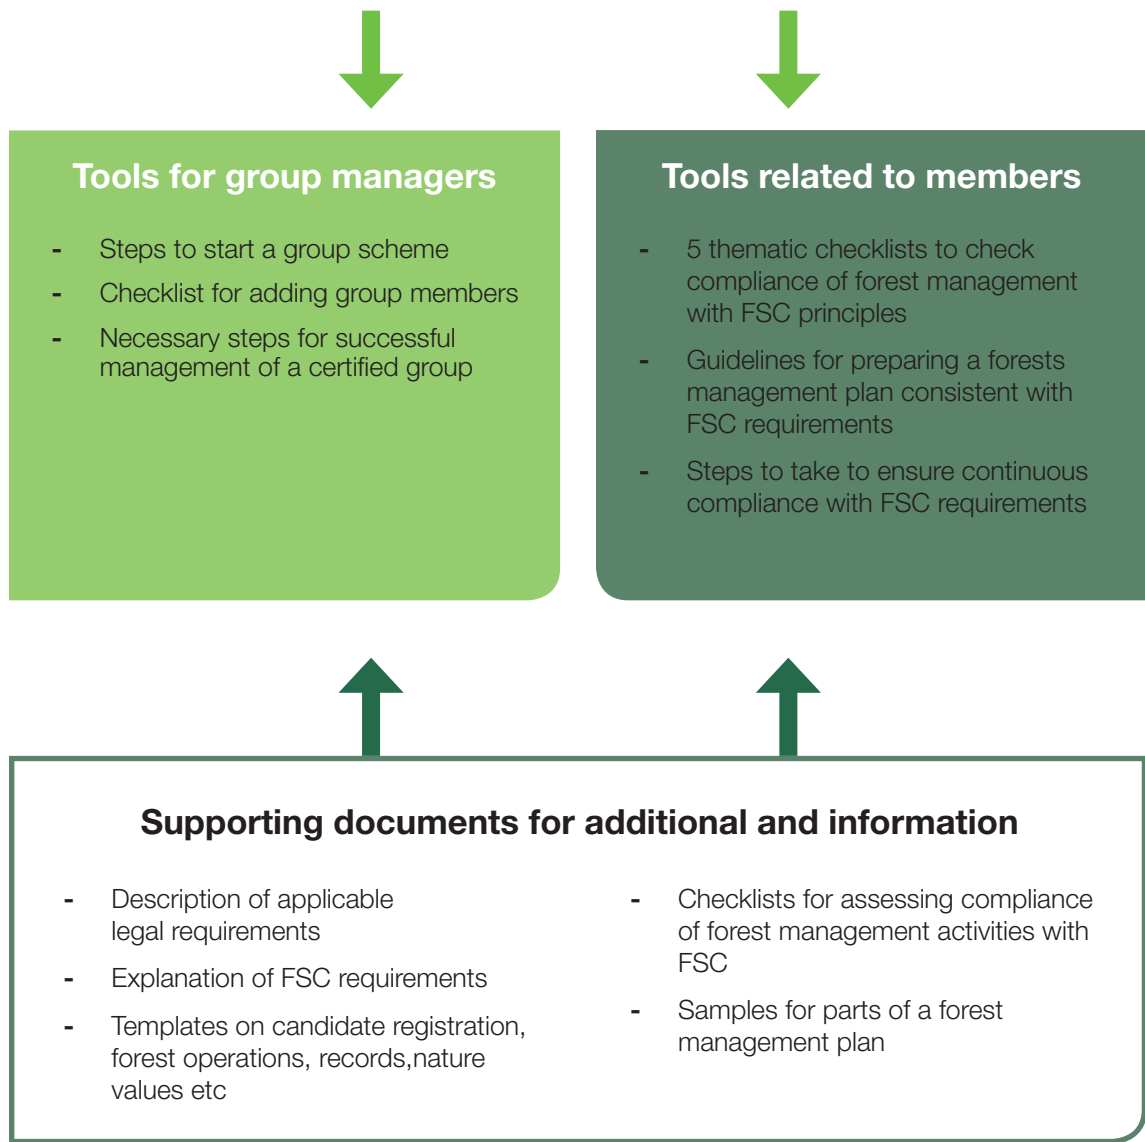 Tools for group managers
- Steps to start a group scheme
- Checklist for adding group members
- Necessary steps for successful
management of a certified group
Tools related to members
- 5 thematic checklists to check
compliance of forest management
with FSC principles
- Guidelines for preparing a forests
management plan consistent with
FSC requirements
- Steps to take to ensure continuous
compliance with FSC requirements
Supporting documents for additional and information
- Description of applicable
legal requirements
- Explanation of FSC requirements
- Templates on candidate registration,
forest operations, records,nature
values etc
- Checklists for assessing compliance
of forest management activities with
FSC
- Samples for parts of a forest
management plan